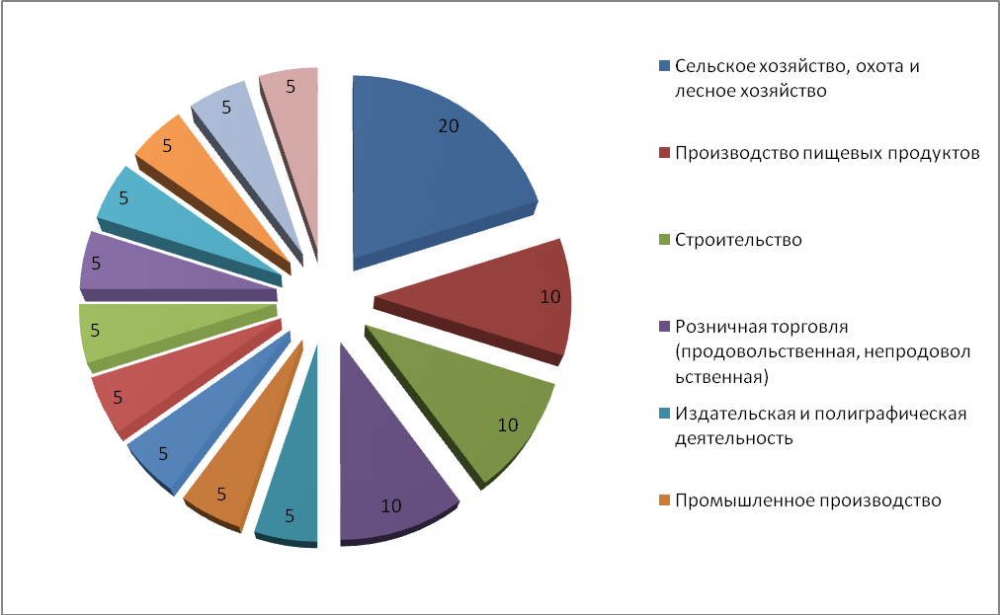 5
5
5
5
5
5
5
5
5
5
20
10
10
10
Сельское хозяйство, охота и
лесное хозяйство
Производство пищевых продуктов
Строительство
Розничная торговля
(продовольственная, непродовол
ьственная)
Издательская и полиграфическая
деятельность
Промышленное производство